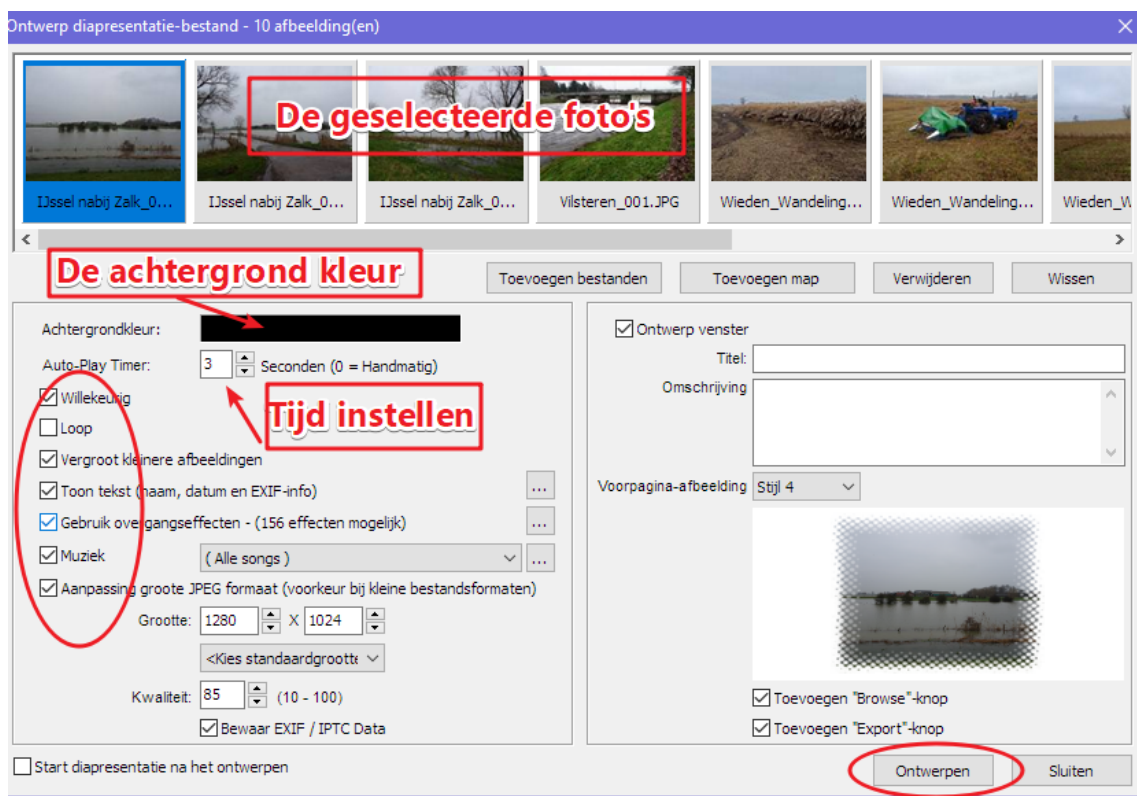 Ontwerp diapresentatie-bestand - 10 afbeelding(en)
De geselecteerde foto's
IJssel nabij Zalk_0...
IJssel nabij Zalk_0...
IJssel nabij Zalk_0...
Vilsteren_001.JPG
Wieden_Wandeling...
Wieden_Wandeling...
Wieden_W
De achtergrond kleur
Toevoegen bestanden
Toevoegen map
Verwijderen
Wissen
Achtergrondkleur:
Auto-Play Timer: 3 Seconden (0 = Handmatig)
Tijd instellen
Willekeurig
Loop
Vergroot kleinere afbeeldingen
Toon tekst (naam, datum en EXIF-info) ...
Gebruik overgangseffecten - (156 effecten mogelijk) ...
Muziek ( Alle songs ) ...
Aanpassing groote JPEG formaat (voorkeur bij kleine bestandsformaten)
Grootte: 1280 X 1024
<Kies standaardgrootte
Kwaliteit: 85 (10 - 100)
Bewaar EXIF / IPTC Data
Ontwerp venster
Titel:
Omschrijving
Voorpagina-afbeelding Stijl 4
Toevoegen "Browse"-knop
Toevoegen "Export"-knop
Start diapresentatie na het ontwerpen
Ontwerpen
Sluiten